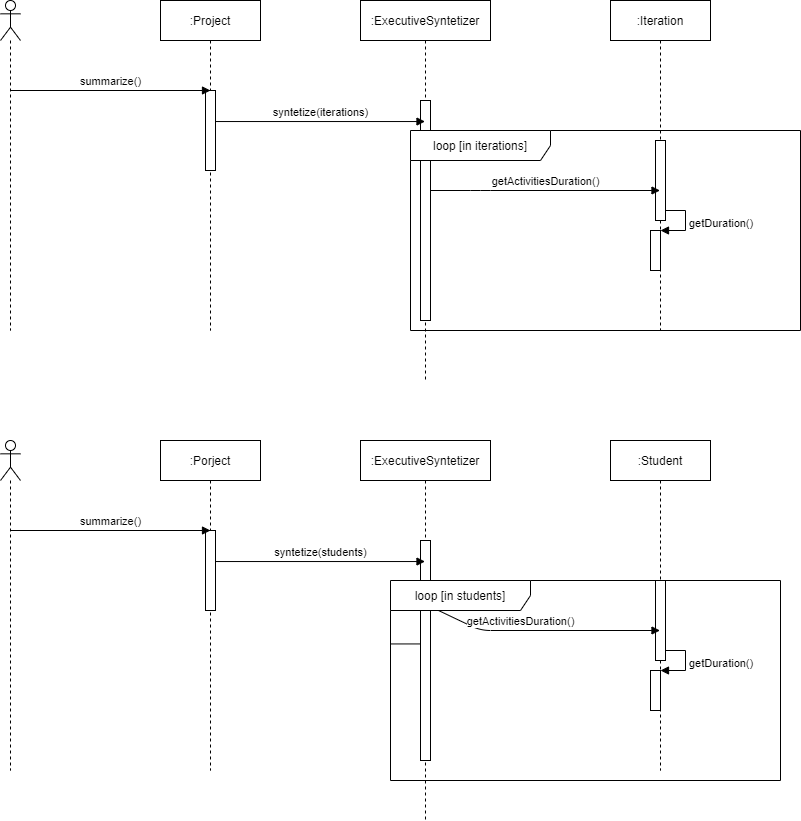 :Project
:ExecutiveSyntetizer
:Iteration
summarize()
syntetize(iterations)
loop [in iterations]
getActivitiesDuration()
getDuration()
:Porject
:ExecutiveSyntetizer
:Student
summarize()
syntetize(students)
loop [in students]
getActivitiesDuration()
getDuration()